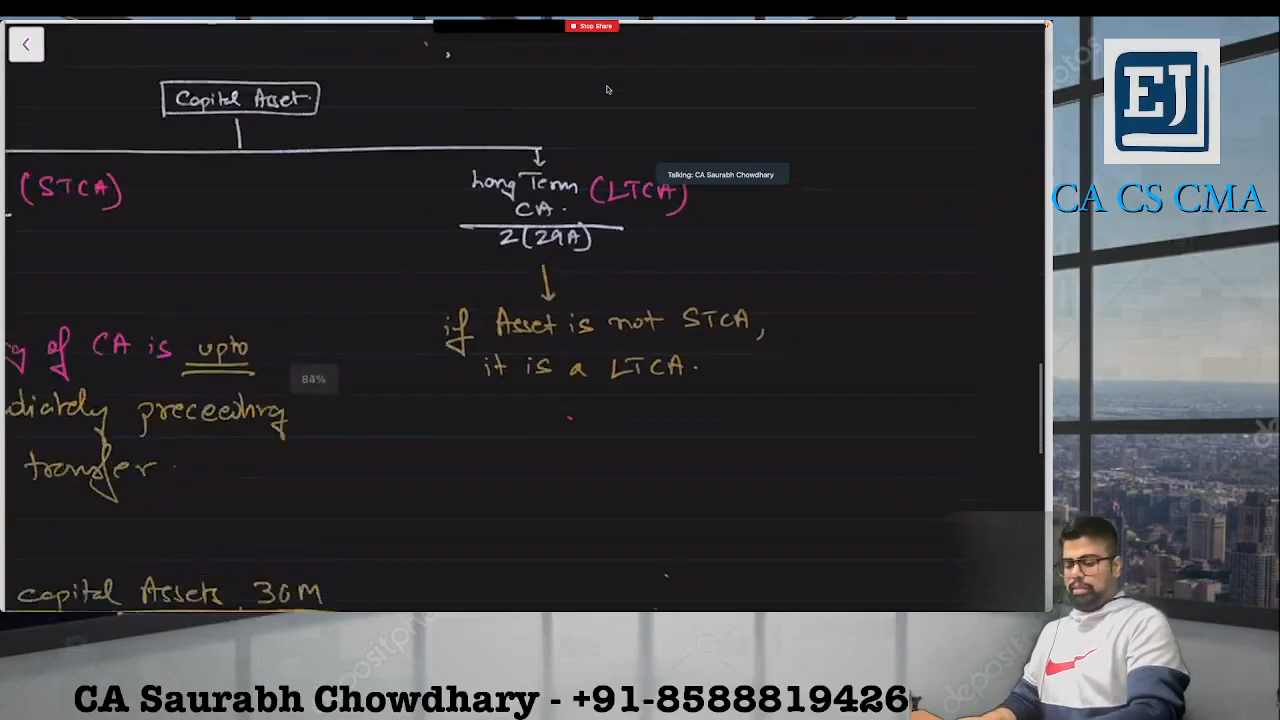 Stop Share
Capital Asset
Talking: CA Saurabh Chowdhary
(STCA)
Long Term (LTCA)
CA.
2(29A)
if Asset is not STCA,
it is a LTCA.
of CA is upto
84%
diately preceeding
transfer.
capital Assets, 36M
EJ
CA CS CMA
CA Saurabh Chowdhary - +91-8588819426